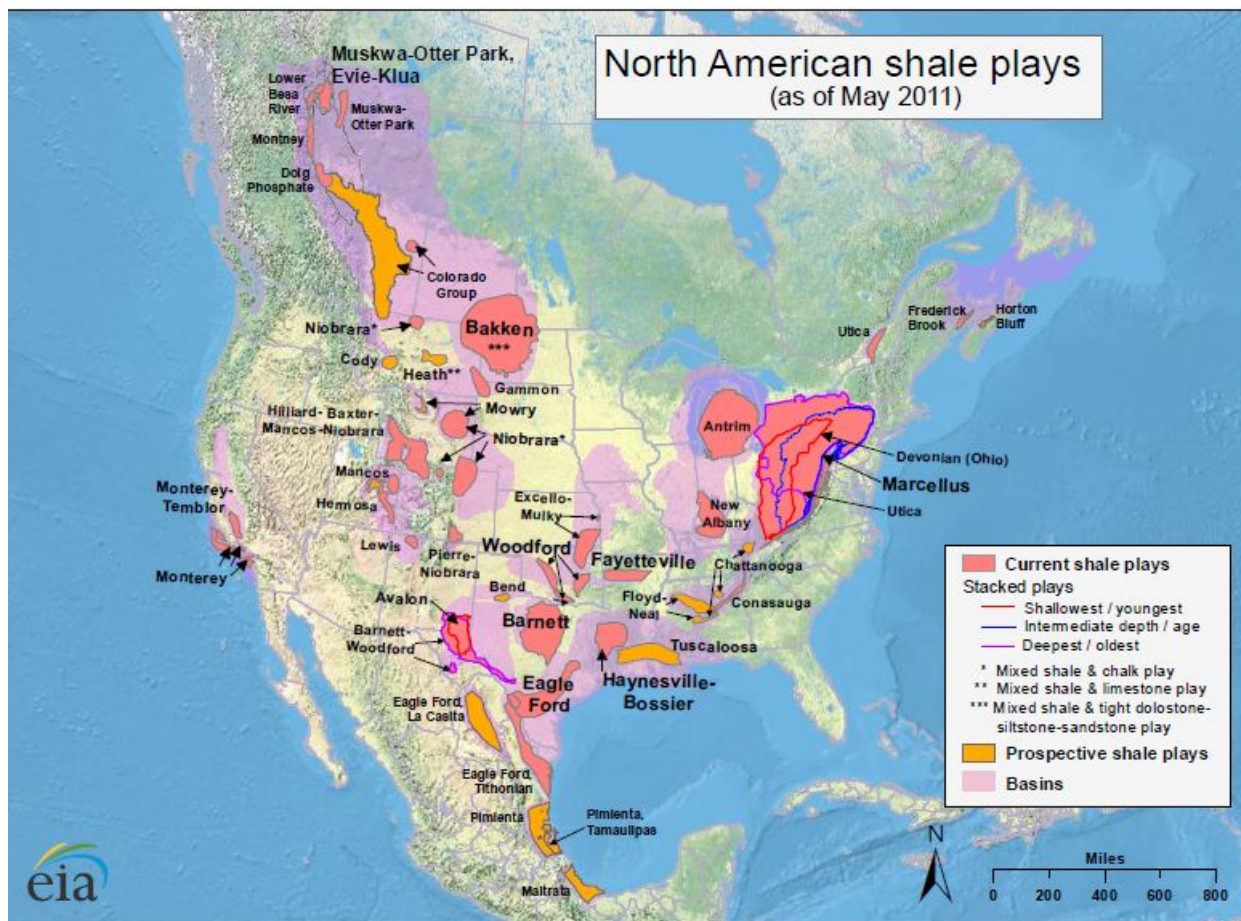 North American shale plays
(as of May 2011)
Muskwa-Otter Park,
Evie-Klua
Lower
Besa
River
Muskwa-
Otter Park
Montney
Doig
Phosphate
Colorado
Group
Niobrara*
Bakken
***
Cody
Heath**
Gammon
Mowry
Hilliard-Baxter-
Mancos-Niobrara
Niobrara*
Antrim
Utica
Frederick
Brook
Horton
Bluff
Devonian (Ohio)
Marcellus
Utica
Mancos
Hermosa
Monterey-
Temblor
Monterey
Lewis
Pierre-
Niobrara
Excello-
Mulky
New
Albany
Woodford
Fayetteville
Chattanooga
Bend
Avalon
Barnett
Floyd-
Neal
Conasauga
Barnett-
Woodford
Tuscaloosa
Eagle
Ford
Haynesville-
Bossier
Eagle Ford,
La Casita
Eagle Ford,
Tithonian
Pimienta
Pimienta,
Tamaulipas
Maltrata
Current shale plays
Stacked plays
Shallowest / youngest
Intermediate depth / age
Deepest / oldest
* Mixed shale & chalk play
** Mixed shale & limestone play
*** Mixed shale & tight dolostone-
siltstone-sandstone play
Prospective shale plays
Basins
N
Miles
0 200 400 600 800
eia